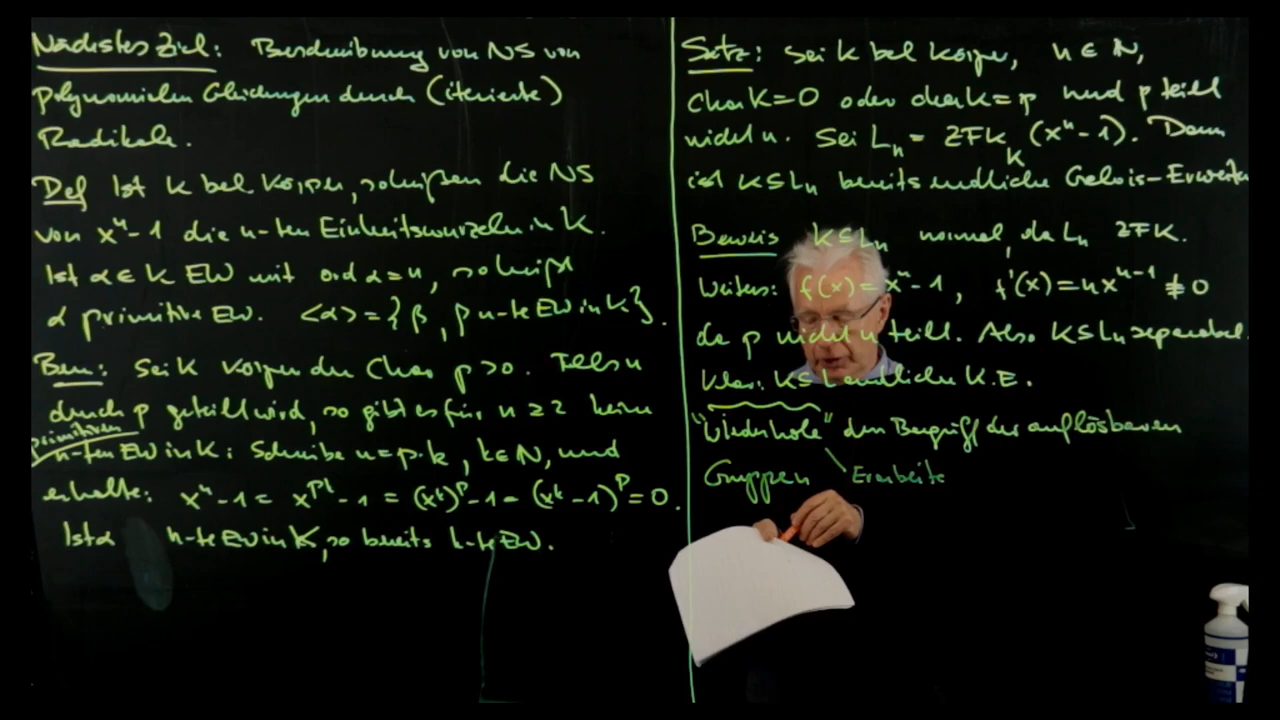 Nächstes Ziel: Beschreibung von NS von
polynomialen Gleichungen durch (iterierte)
Radikale.
Def Ist K bel. Körper, so heißen die NS
von x^n - 1 die n-ten Einheitswurzeln in K.
Ist α ∈ K EW mit ord α = n, so heißt
α primitive EW. <α> = { β, β n-te EW in K }.
Bem: Sei K Körper der Char p > 0. Falls n
durch p geteilt wird, so gibt es für n ≥ 2 keine
primitiven
n-ten EW in K: Schreibe n = p·k, k ∈ N, und
erhalte: x^n - 1 = x^{pk} - 1 = (x^k)^p - 1 = (x^k - 1)^p = 0.
Ist α n-te EW in K, so bereits k-te EW.
Satz: Sei K bel Körper, n ∈ N,
Char K = 0 oder char K = p und p teilt
nicht n. Sei L_n = ZFK_K (x^n - 1). Dann
ist K ≤ L_n bereits endliche Galois-Erweiter
Beweis K ≤ L_n normal, da L_n ZFK.
Weiters: f(x) = x^n - 1, f'(x) = n x^{n-1} ≠ 0
da p nicht n teilt. Also K ≤ L_n separabel.
Klar: K ≤ L endliche K.E.
"Wiederhole" den Begriff der auflösbaren
Gruppen Erarbeite